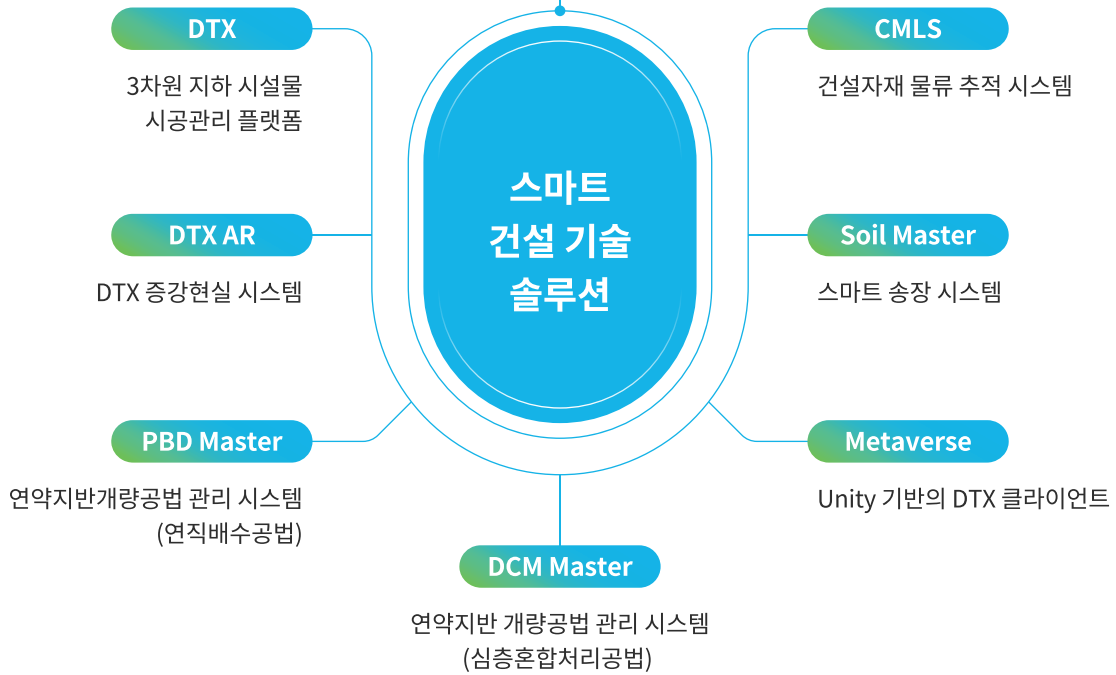 스마트
건설 기술
솔루션
DTX
3차원 지하 시설물
시공관리 플랫폼
DTX AR
DTX 증강현실 시스템
PBD Master
연약지반개량공법 관리 시스템
(연직배수공법)
DCM Master
연약지반 개량공법 관리 시스템
(심층혼합처리공법)
CMLS
건설자재 물류 추적 시스템
Soil Master
스마트 송장 시스템
Metaverse
Unity 기반의 DTX 클라이언트